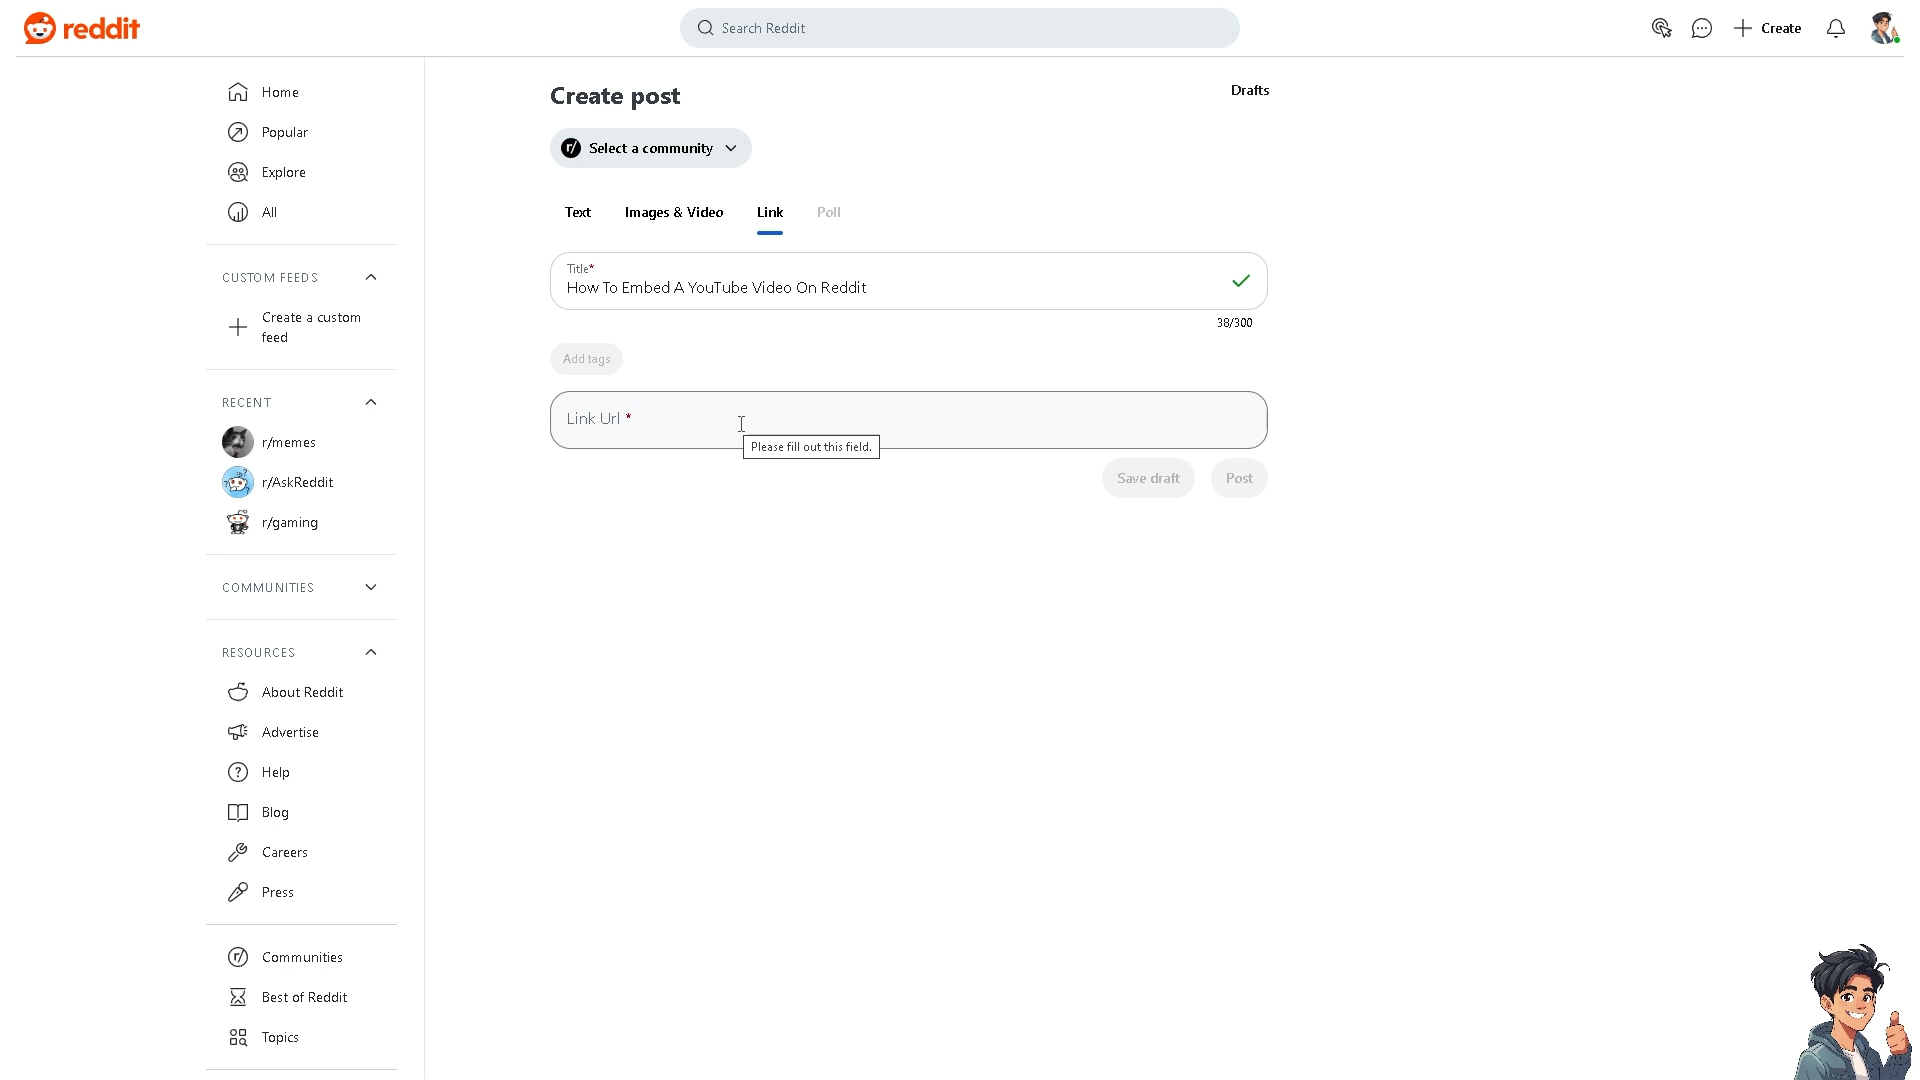 reddit
Search Reddit
Create
Home
Popular
Explore
All
CUSTOM FEEDS
Create a custom
feed
RECENT
r/memes
r/AskReddit
r/gaming
COMMUNITIES
RESOURCES
About Reddit
Advertise
Help
Blog
Careers
Press
Communities
Best of Reddit
Topics
Create post
Drafts
r/ Select a community
Text Images & Video Link Poll
Title*
How To Embed A YouTube Video On Reddit
38/300
Add tags
Link Url *
Please fill out this field.
Save draft Post